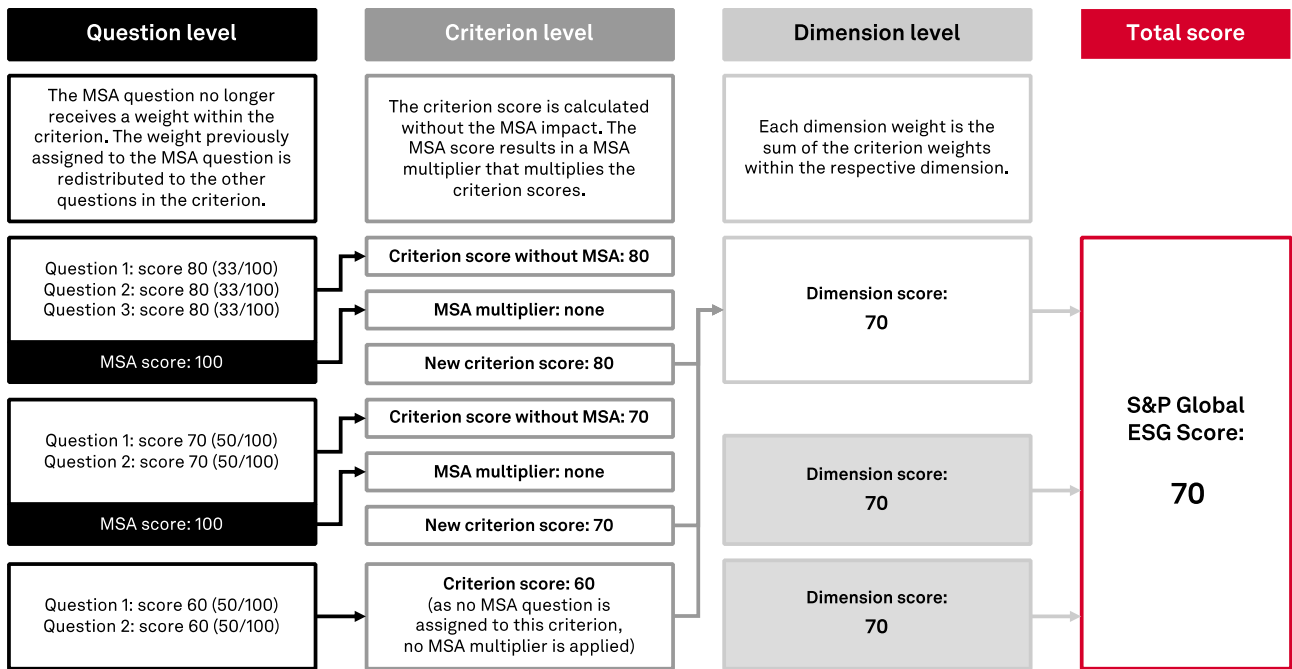 Question level
Criterion level
Dimension level
Total score
The MSA question no longer
receives a weight within the
criterion. The weight previously
assigned to the MSA question is
redistributed to the other
questions in the criterion.
The criterion score is calculated
without the MSA impact. The
MSA score results in a MSA
multiplier that multiplies the
criterion scores.
Each dimension weight is the
sum of the criterion weights
within the respective dimension.
Question 1: score 80 (33/100)
Question 2: score 80 (33/100)
Question 3: score 80 (33/100)
MSA score: 100
Criterion score without MSA: 80
MSA multiplier: none
New criterion score: 80
Dimension score:
70
Question 1: score 70 (50/100)
Question 2: score 70 (50/100)
MSA score: 100
Criterion score without MSA: 70
MSA multiplier: none
New criterion score: 70
Dimension score:
70
Question 1: score 60 (50/100)
Question 2: score 60 (50/100)
Criterion score: 60
(as no MSA question is
assigned to this criterion,
no MSA multiplier is applied)
Dimension score:
70
S&P Global
ESG Score:
70